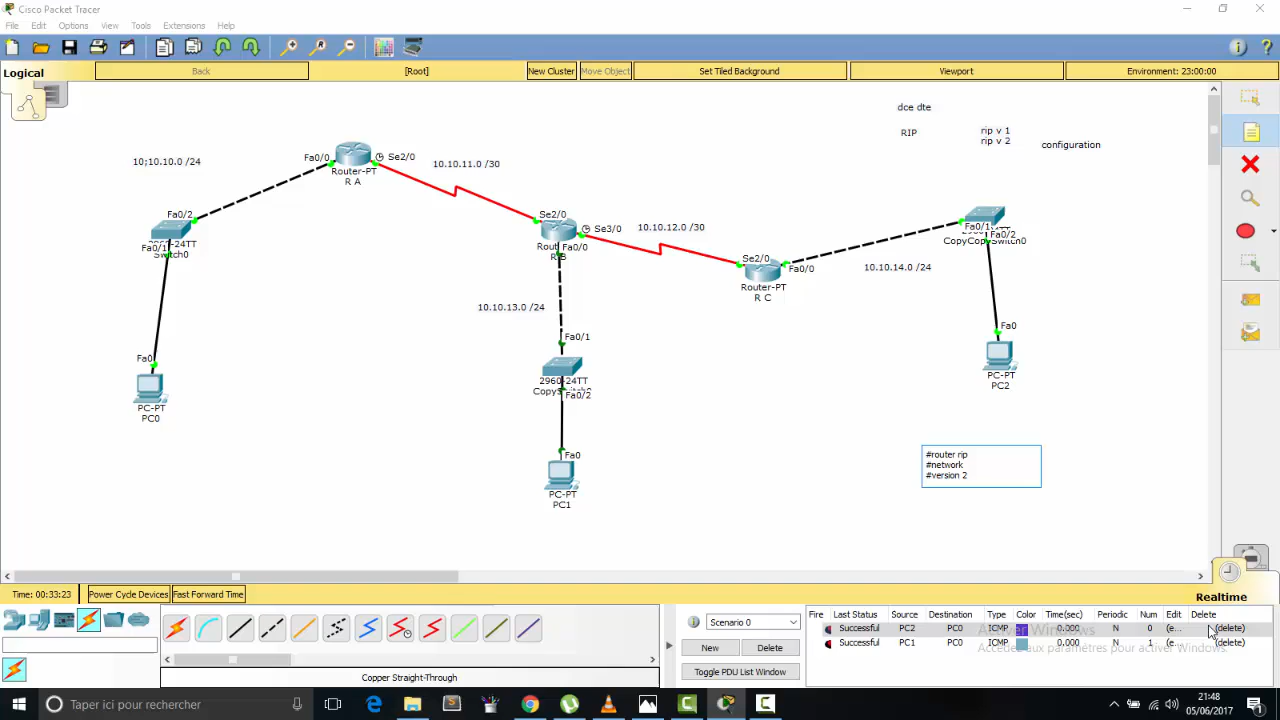 Cisco Packet Tracer
File Edit Options View Tools Extensions Help
Logical Back [Root] New Cluster Move Object Set Tiled Background Viewport Environment: 23:00:00
dce dte
RIP
rip v 1
rip v 2
configuration
10;10.10.0 /24
Fa0/0
Se2/0
Router-PT
R A
10.10.11.0 /30
Fa0/2
Fa0/1
2960-24TT
Switch0
Se2/0
Se3/0
Fa0/0
R B
10.10.12.0 /30
Se2/0
Fa0/0
Router-PT
R C
Fa0/1
Fa0/2
CopyCopySwitch0
10.10.14.0 /24
10.10.13.0 /24
Fa0/1
2960-24TT
Fa0/2
Fa0
PC-PT
PC0
Fa0
PC-PT
PC2
Fa0
PC-PT
PC1
#router rip
#network
#version 2
Time: 00:33:23 Power Cycle Devices Fast Forward Time
Realtime
Scenario 0
New Delete
Toggle PDU List Window
Copper Straight-Through
Fire Last Status Source Destination Type Color Time(sec) Periodic Num Edit Delete
Successful PC2 PC0 ICMP 0.000 N 0 (e... (delete)
Successful PC1 PC0 ICMP 0.000 N 1 (e... (delete)
Activer Windows
Accédez aux paramètres pour activer Windows.
Taper ici pour rechercher
21:48
05/06/2017